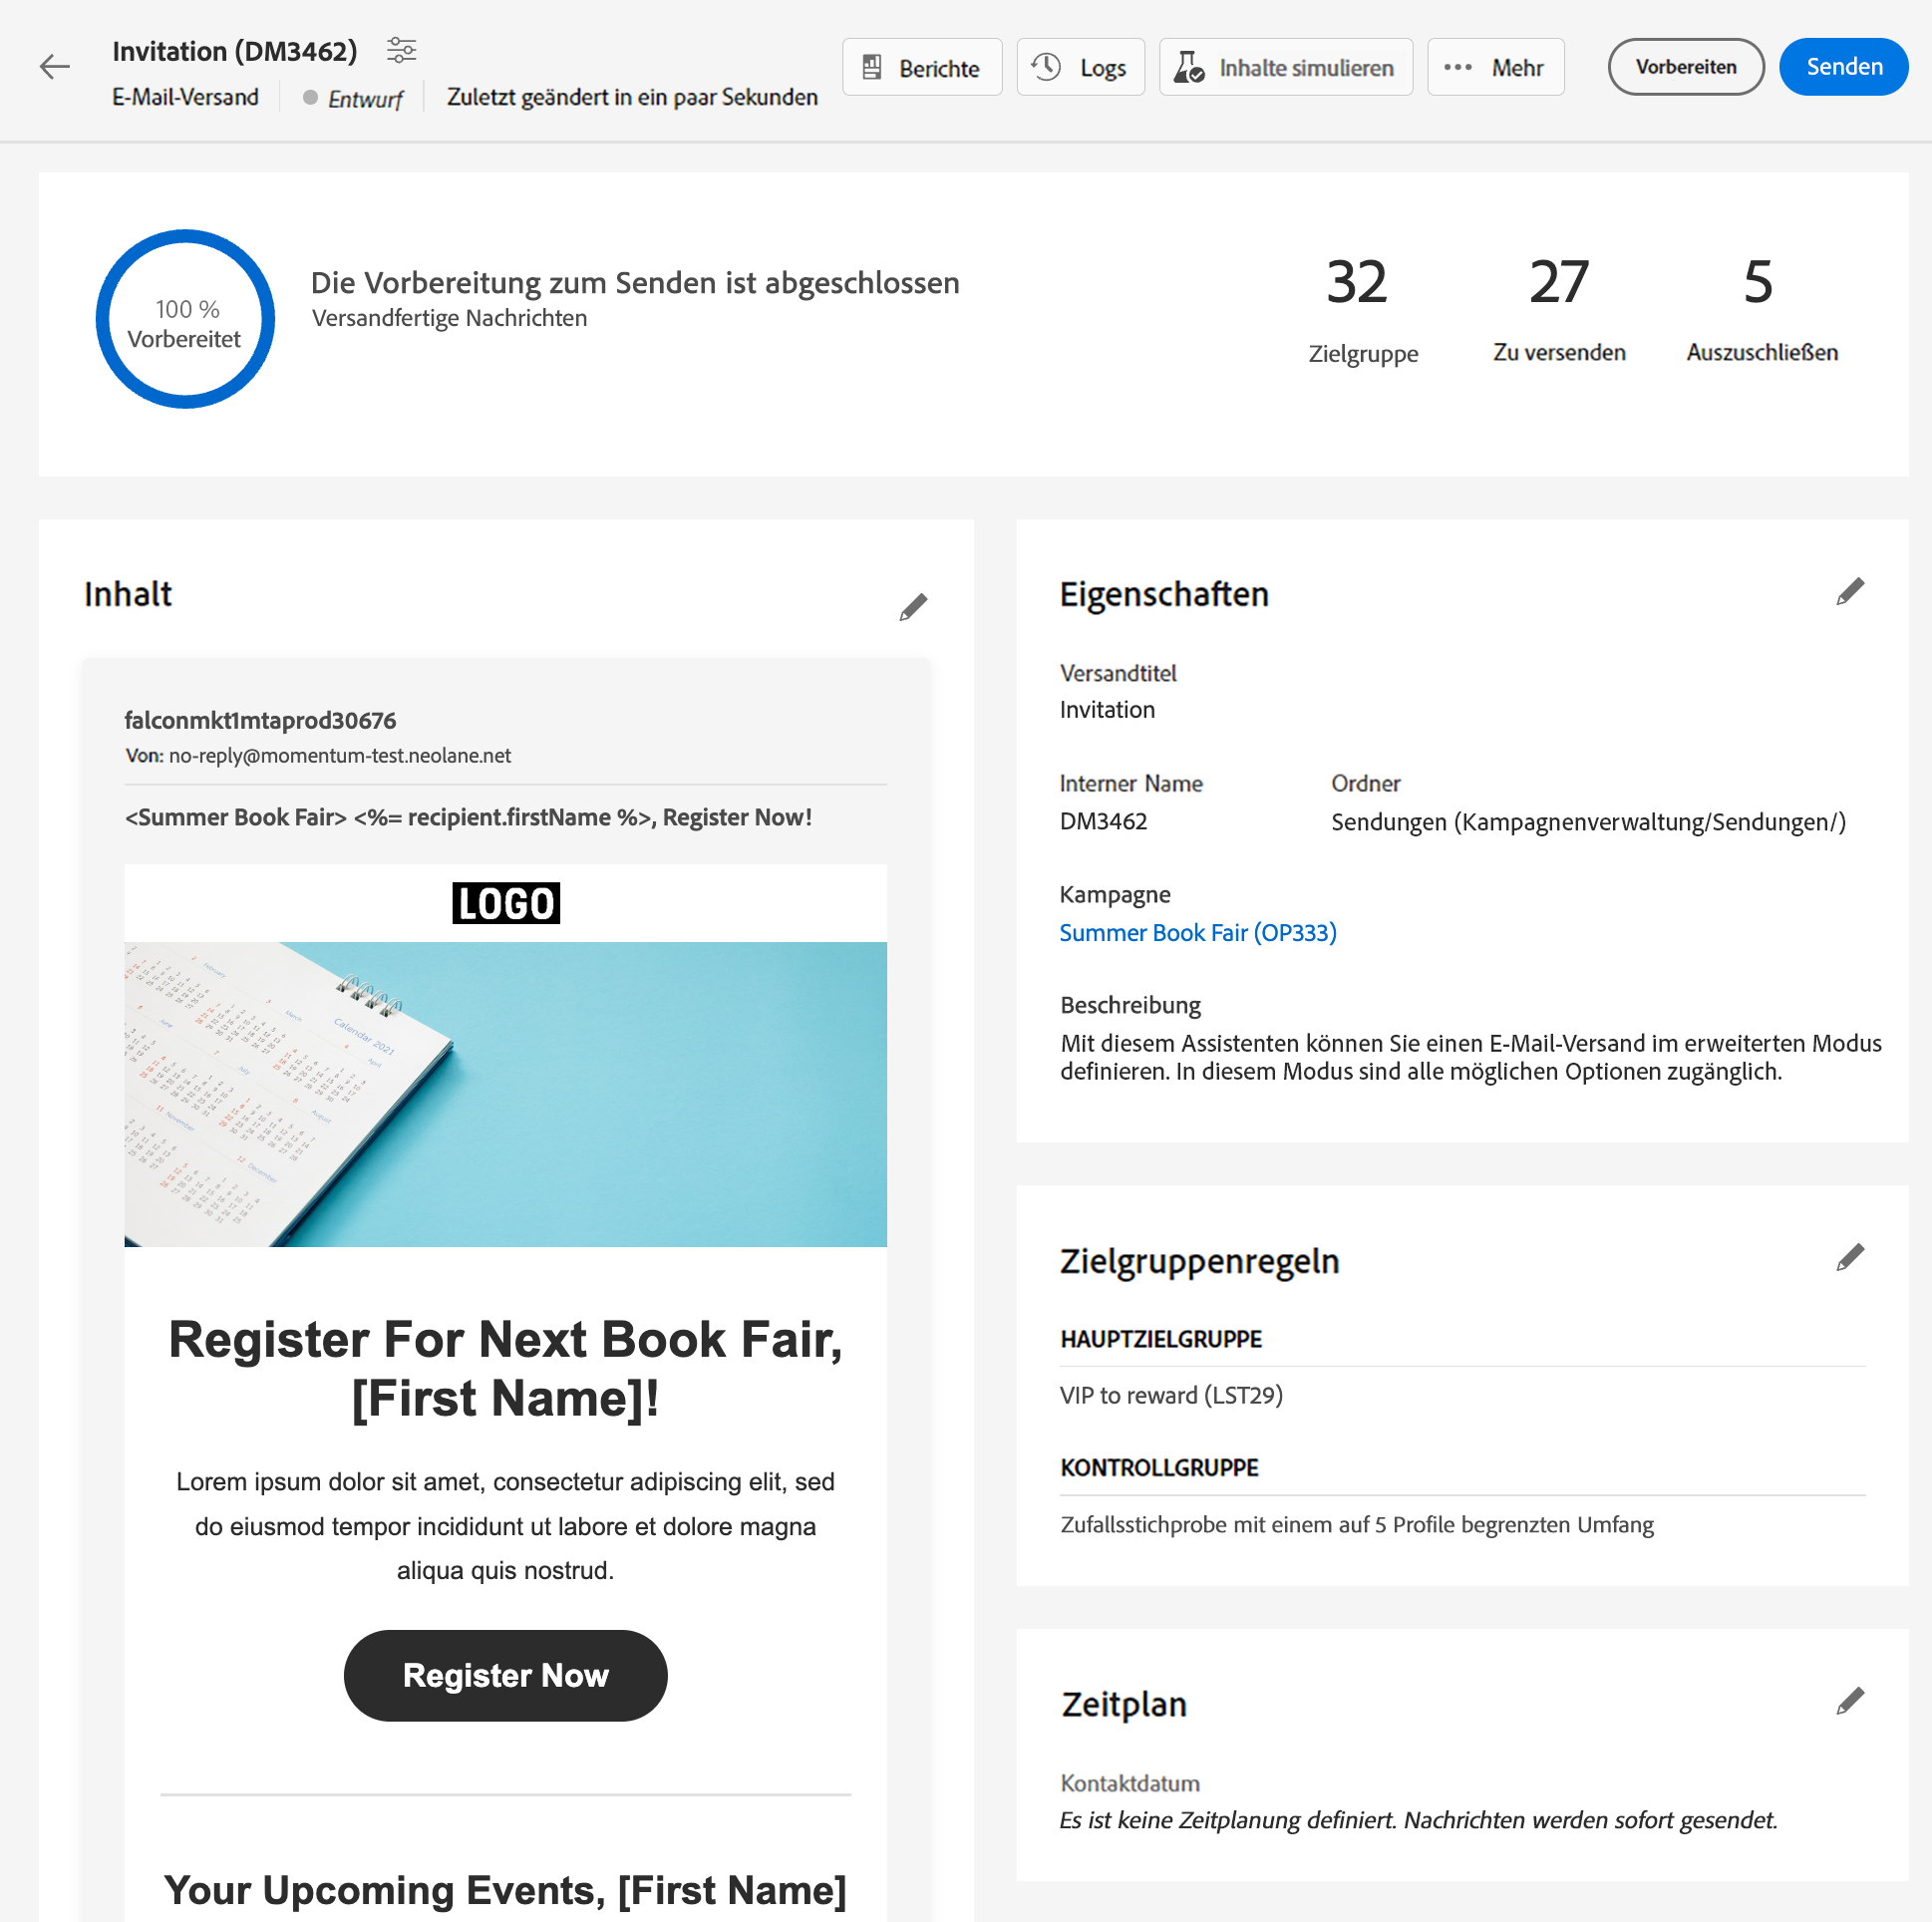 Invitation (DM3462)
E-Mail-Versand
Entwurf
Zuletzt geändert in ein paar Sekunden
Berichte
Logs
Inhalte simulieren
Mehr
Vorbereiten
Senden
100 %
Vorbereitet
Die Vorbereitung zum Senden ist abgeschlossen
Versandfertige Nachrichten
32
Zielgruppe
27
Zu versenden
5
Auszuschließen
Inhalt
falconmkt1mtaprod30676
Von: no-reply@momentum-test.neolane.net
<Summer Book Fair> <%= recipient.firstName %>, Register Now!
LOGO
Calendar 2021
Register For Next Book Fair,
[First Name]!
Lorem ipsum dolor sit amet, consectetur adipiscing elit, sed
do eiusmod tempor incididunt ut labore et dolore magna
aliqua quis nostrud.
Register Now
Your Upcoming Events, [First Name]
Eigenschaften
Versandtitel
Invitation
Interner Name
DM3462
Ordner
Sendungen (Kampagnenverwaltung/Sendungen/)
Kampagne
Summer Book Fair (OP333)
Beschreibung
Mit diesem Assistenten können Sie einen E-Mail-Versand im erweiterten Modus
definieren. In diesem Modus sind alle möglichen Optionen zugänglich.
Zielgruppenregeln
HAUPTZIELGRUPPE
VIP to reward (LST29)
KONTROLLGRUPPE
Zufallsstichprobe mit einem auf 5 Profile begrenzten Umfang
Zeitplan
Kontaktdatum
Es ist keine Zeitplanung definiert. Nachrichten werden sofort gesendet.